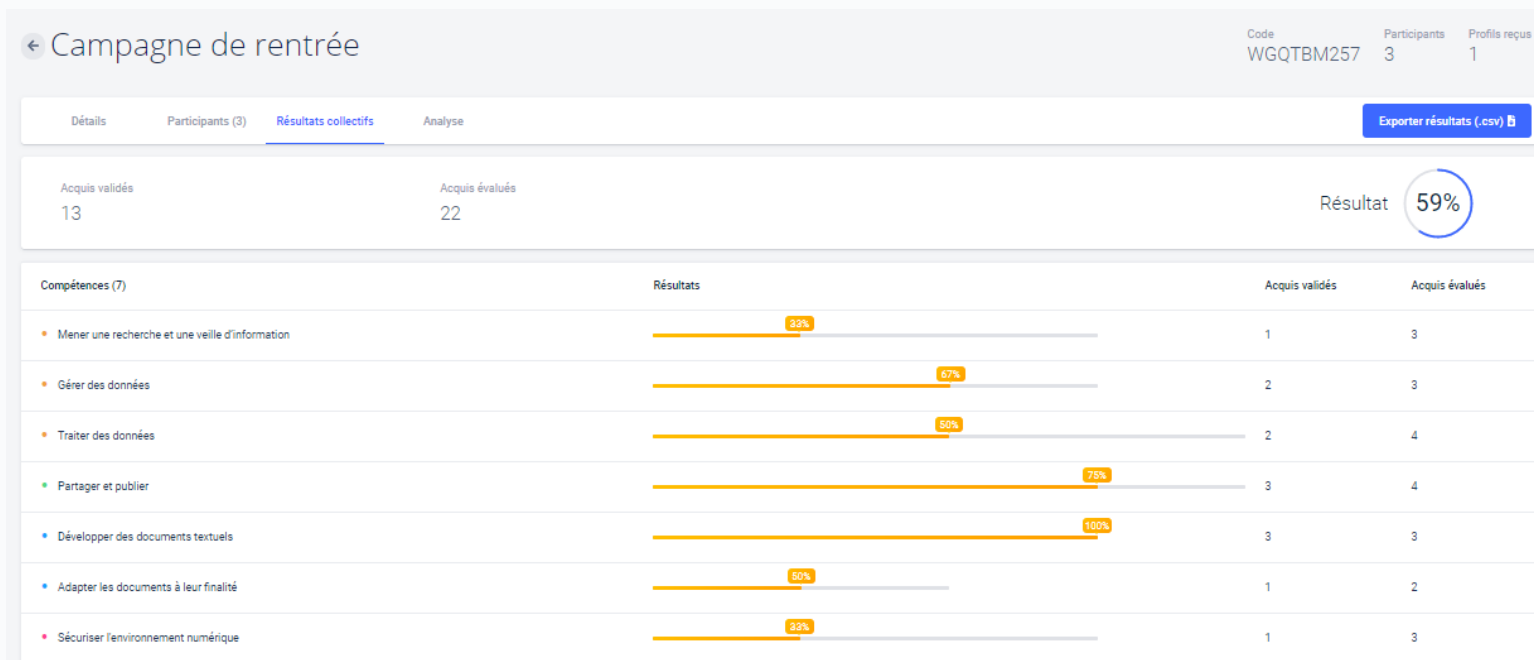 Campagne de rentrée
Code Participants Profils reçus
WGQTBM257 3 1
Détails Participants (3) Résultats collectifs Analyse Exporter résultats (.csv)
Acquis validés Acquis évalués
13 22 Résultat 59%
Compétences (7) Résultats Acquis validés Acquis évalués
Mener une recherche et une veille d'information 33% 1 3
Gérer des données 67% 2 3
Traiter des données 50% 2 4
Partager et publier 75% 3 4
Développer des documents textuels 100% 3 3
Adapter les documents à leur finalité 50% 1 2
Sécuriser l'environnement numérique 33% 1 3